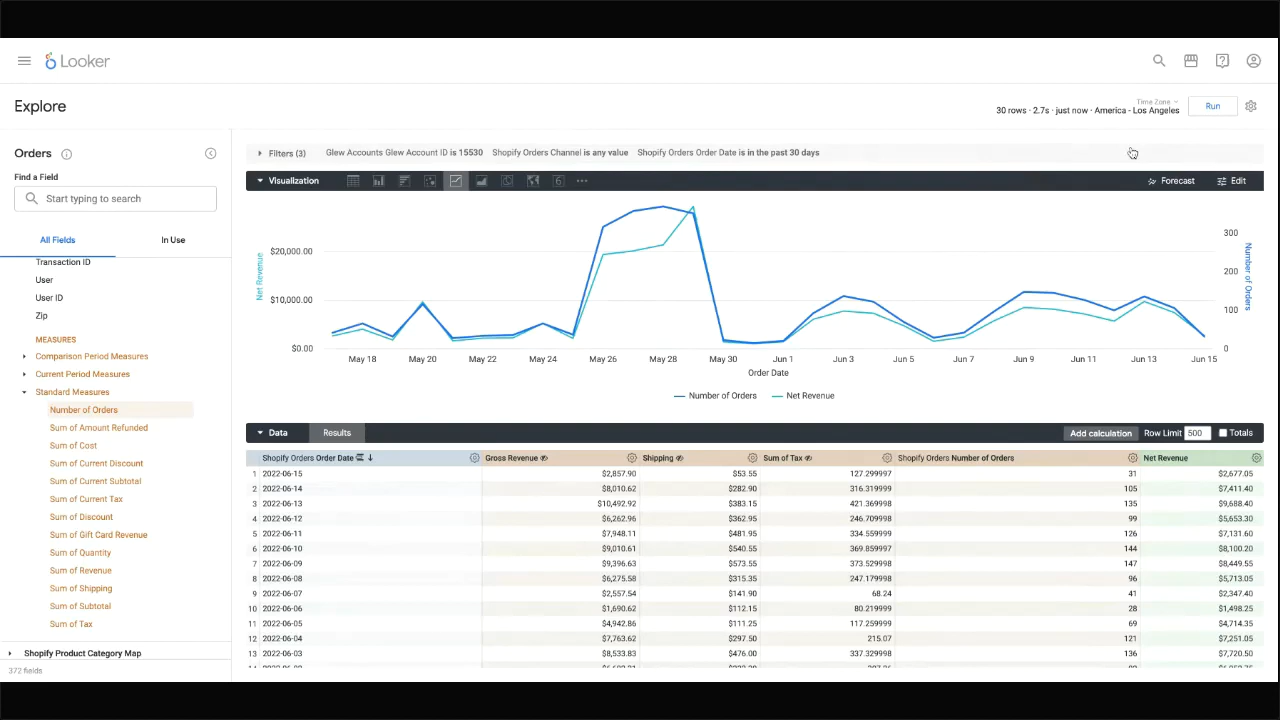 Looker
Explore
Time Zone
30 rows · 2.7s · just now · America - Los Angeles
Run
Orders
Find a Field
Start typing to search
All Fields In Use
Transaction ID
User
User ID
Zip
MEASURES
Comparison Period Measures
Current Period Measures
Standard Measures
Number of Orders
Sum of Amount Refunded
Sum of Cost
Sum of Current Discount
Sum of Current Subtotal
Sum of Current Tax
Sum of Discount
Sum of Gift Card Revenue
Sum of Quantity
Sum of Revenue
Sum of Shipping
Sum of Subtotal
Sum of Tax
Shopify Product Category Map
372 fields
Filters (3) Glew Accounts Glew Account ID is 15530 Shopify Orders Channel is any value Shopify Orders Order Date is in the past 30 days
Visualization 6 Forecast Edit
Net Revenue
$20,000.00
$10,000.00
$0.00
300
200
100
0
Number of Orders
May 18 May 20 May 22 May 24 May 26 May 28 May 30 Jun 1 Jun 3 Jun 5 Jun 7 Jun 9 Jun 11 Jun 13 Jun 15
Order Date
Number of Orders Net Revenue
Data Results Add calculation Row Limit 500 Totals
Shopify Orders Order Date Gross Revenue Shipping Sum of Tax Shopify Orders Number of Orders Net Revenue
1 2022-06-15 $2,857.90 $53.55 127.299997 31 $2,677.05
2 2022-06-14 $8,010.62 $282.90 316.319999 105 $7,411.40
3 2022-06-13 $10,492.92 $383.15 421.369998 135 $9,688.40
4 2022-06-12 $6,262.96 $362.95 246.709998 99 $5,653.30
5 2022-06-11 $7,948.11 $481.95 334.559999 126 $7,131.60
6 2022-06-10 $9,010.61 $540.55 369.859997 144 $8,100.20
7 2022-06-09 $9,396.63 $573.55 373.529998 147 $8,449.55
8 2022-06-08 $6,275.58 $315.35 247.179998 96 $5,713.05
9 2022-06-07 $2,557.54 $141.90 68.24 41 $2,347.40
10 2022-06-06 $1,690.62 $112.15 80.219999 28 $1,498.25
11 2022-06-05 $4,942.86 $111.25 117.259998 69 $4,714.35
12 2022-06-04 $7,763.62 $297.50 215.07 121 $7,251.05
13 2022-06-03 $8,533.83 $476.00 337.329998 136 $7,720.50